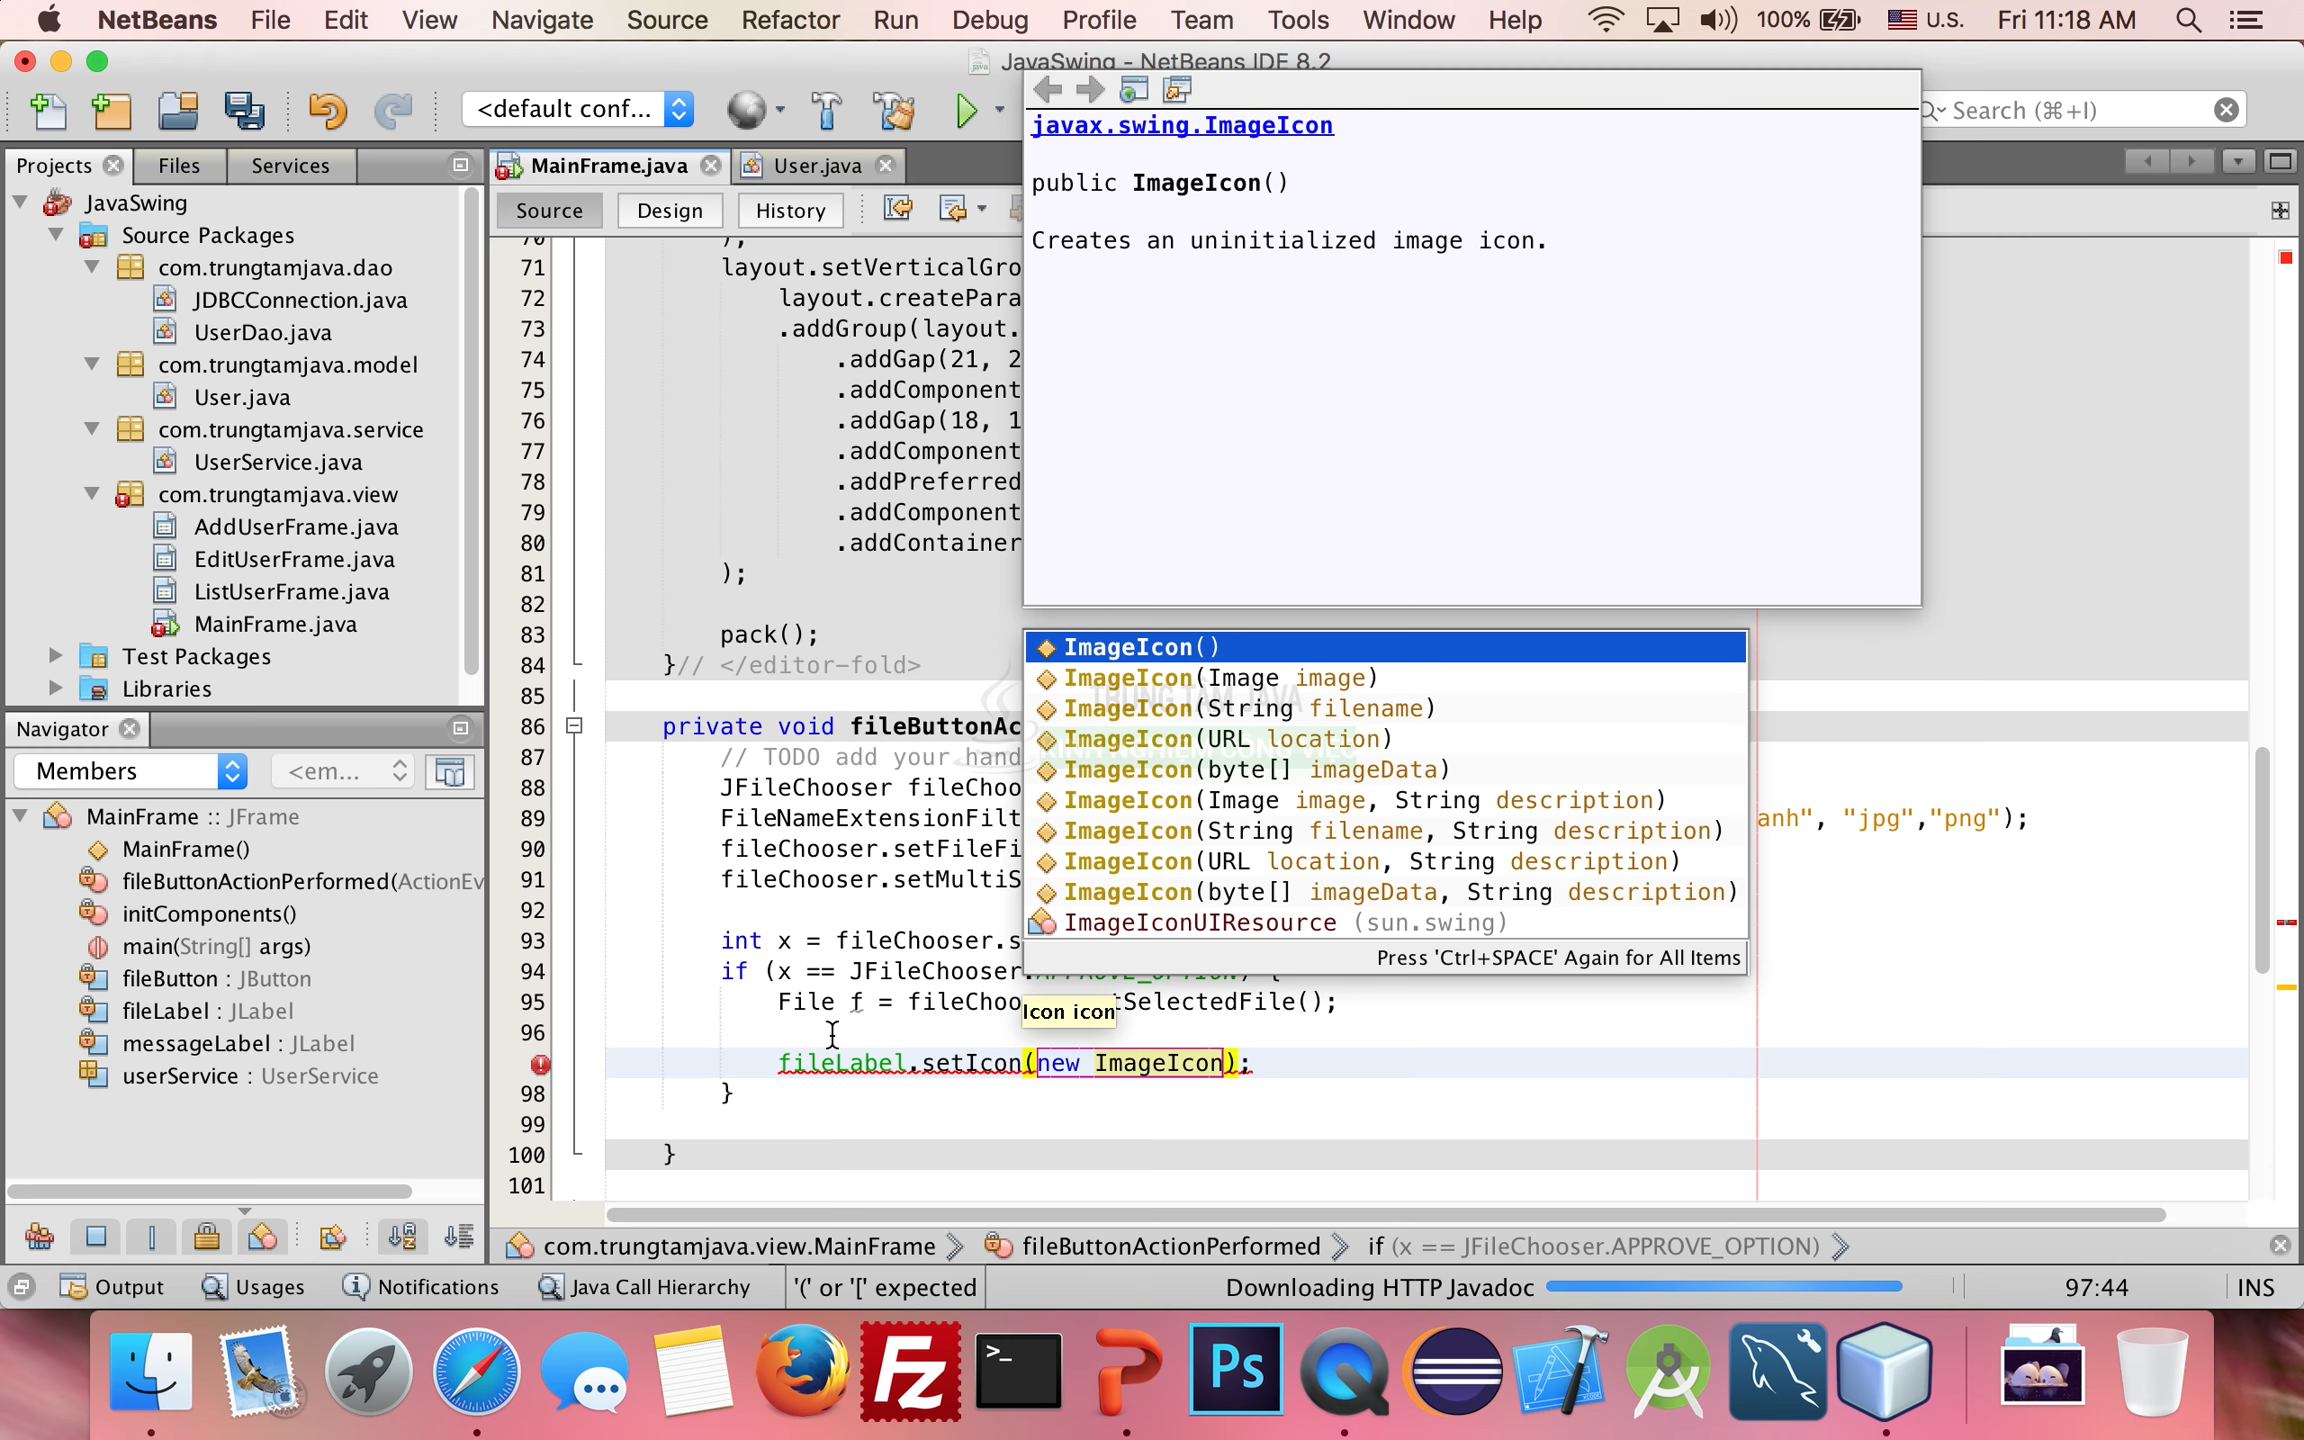 NetBeans File Edit View Navigate Source Refactor Run Debug Profile Team Tools Window Help 100% U.S. Fri 11:18 AM
JavaSwing - NetBeans IDE 8.2
<default conf...
Search (⌘+I)
javax.swing.ImageIcon
public ImageIcon()
Creates an uninitialized image icon.
Projects Files Services
JavaSwing
Source Packages
com.trungtamjava.dao
JDBCConnection.java
UserDao.java
com.trungtamjava.model
User.java
com.trungtamjava.service
UserService.java
com.trungtamjava.view
AddUserFrame.java
EditUserFrame.java
ListUserFrame.java
MainFrame.java
Test Packages
Libraries
Navigator
Members <em...
MainFrame :: JFrame
MainFrame()
fileButtonActionPerformed(ActionEv
initComponents()
main(String[] args)
fileButton : JButton
fileLabel : JLabel
messageLabel : JLabel
userService : UserService
MainFrame.java User.java
Source Design History
70 );
71 layout.setVerticalGro
72 layout.createPara
73 .addGroup(layout.
74 .addGap(21, 2
75 .addComponent
76 .addGap(18, 1
77 .addComponent
78 .addPreferred
79 .addComponent
80 .addContainer
81 );
82
83 pack();
84 }// </editor-fold>
85
86 private void fileButtonAc
87 // TODO add your hand
88 JFileChooser fileChoo
89 FileNameExtensionFilt anh", "jpg","png");
90 fileChooser.setFileFi
91 fileChooser.setMultiS
92
93 int x = fileChooser.s
94 if (x == JFileChooser.APPROVE_OPTION) {
95 File f = fileChoo tSelectedFile();
96
fileLabel.setIcon(new ImageIcon);
98 }
99
100 }
101
ImageIcon()
ImageIcon(Image image)
ImageIcon(String filename)
ImageIcon(URL location)
ImageIcon(byte[] imageData)
ImageIcon(Image image, String description)
ImageIcon(String filename, String description)
ImageIcon(URL location, String description)
ImageIcon(byte[] imageData, String description)
ImageIconUIResource (sun.swing)
Press 'Ctrl+SPACE' Again for All Items
Icon icon
TRUNG TÂM JAVA
com.trungtamjava.view.MainFrame fileButtonActionPerformed if (x == JFileChooser.APPROVE_OPTION)
Output Usages Notifications Java Call Hierarchy '(' or '[' expected Downloading HTTP Javadoc 97:44 INS
Fz
>_
Ps